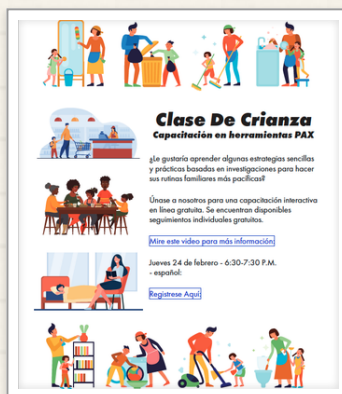 Clase De Crianza
Capacitación en herramientas PAX
¿Le gustaría aprender algunas estrategias sencillas
y prácticas basadas en investigaciones para hacer
sus rutinas familiares más pacíficas?
Únase a nosotros para una capacitación interactiva
en línea gratuita. Se encuentran disponibles
seguimientos individuales gratuitos.
Mire este video para más información:
Jueves 24 de febrero - 6:30-7:30 P.M.
- español:
Regístrese Aquí: